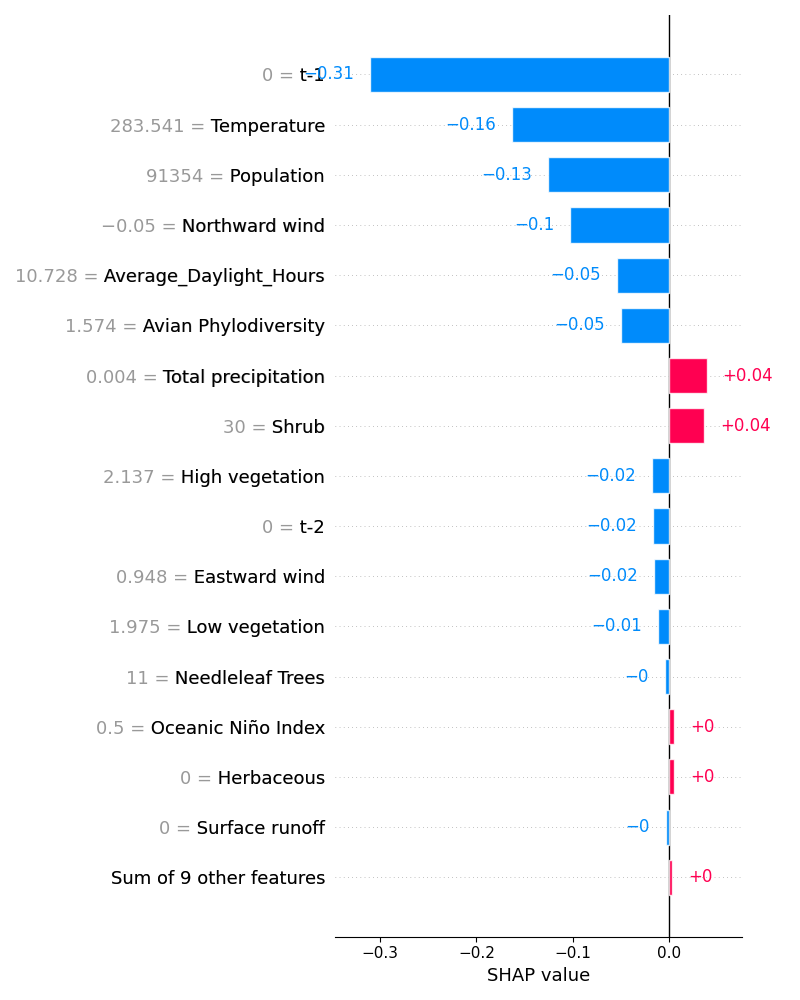 0 = t-1 −0.31
283.541 = Temperature −0.16
91354 = Population −0.13
−0.05 = Northward wind −0.1
10.728 = Average_Daylight_Hours −0.05
1.574 = Avian Phylodiversity −0.05
0.004 = Total precipitation +0.04
30 = Shrub +0.04
2.137 = High vegetation −0.02
0 = t-2 −0.02
0.948 = Eastward wind −0.02
1.975 = Low vegetation −0.01
11 = Needleleaf Trees −0
0.5 = Oceanic Niño Index +0
0 = Herbaceous +0
0 = Surface runoff −0
Sum of 9 other features +0
−0.3 −0.2 −0.1 0.0
SHAP value